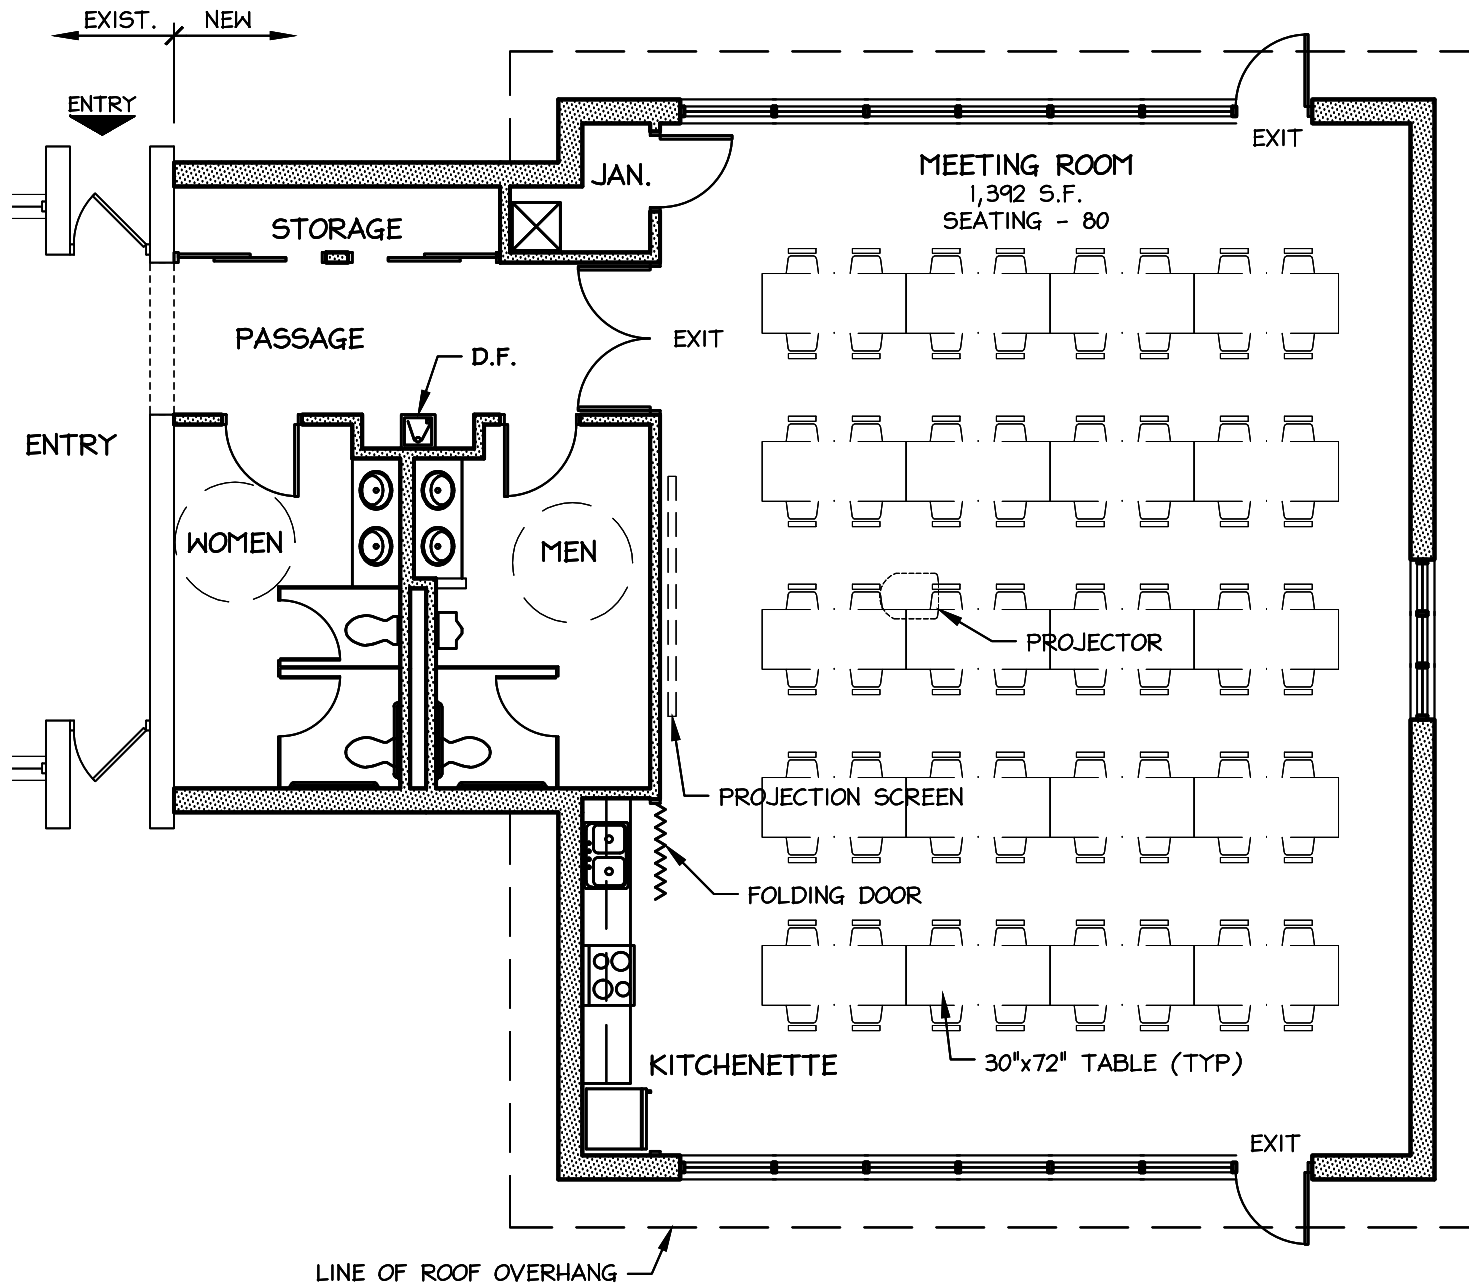 EXIST. NEW
ENTRY
EXIT
MEETING ROOM
1,392 S.F.
SEATING - 80
JAN.
STORAGE
PASSAGE
EXIT
D.F.
ENTRY
WOMEN
MEN
PROJECTOR
PROJECTION SCREEN
FOLDING DOOR
KITCHENETTE
30"x72" TABLE (TYP)
EXIT
LINE OF ROOF OVERHANG